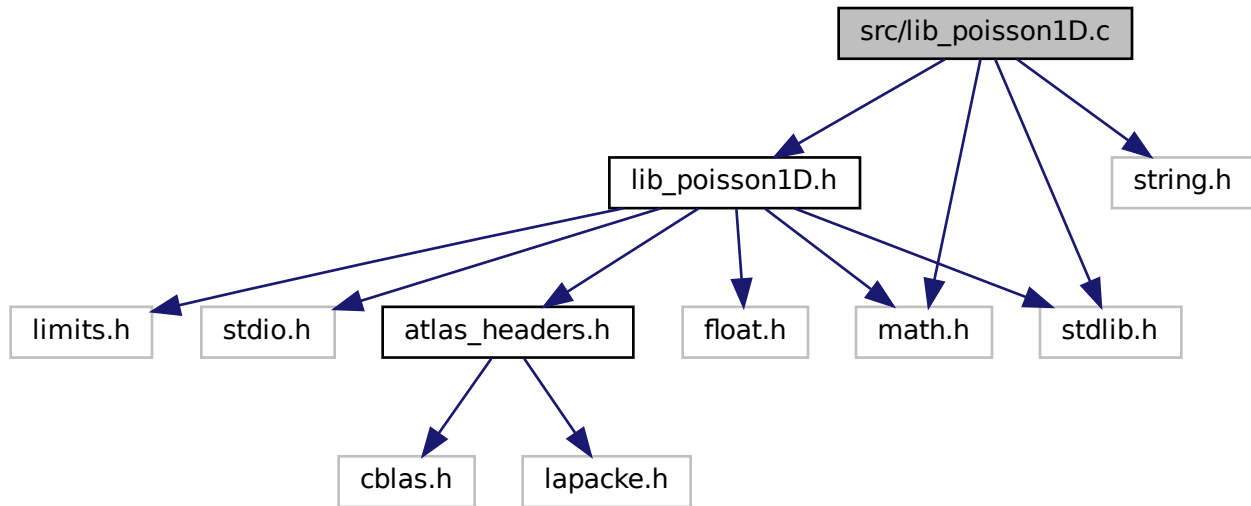 src/lib_poisson1D.c
lib_poisson1D.h
string.h
limits.h
stdio.h
atlas_headers.h
float.h
math.h
stdlib.h
cblas.h
lapacke.h